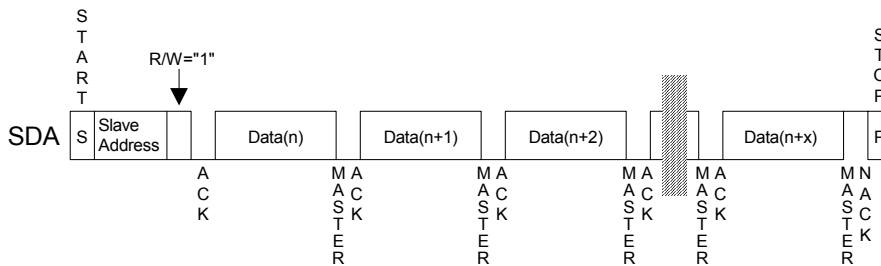 START
R/W="1"
STOP
SDA
S
Slave
Address
Data(n)
Data(n+1)
Data(n+2)
Data(n+x)
P
ACK
MASTER ACK
MASTER ACK
MASTER ACK
MASTER ACK
MASTER NACK